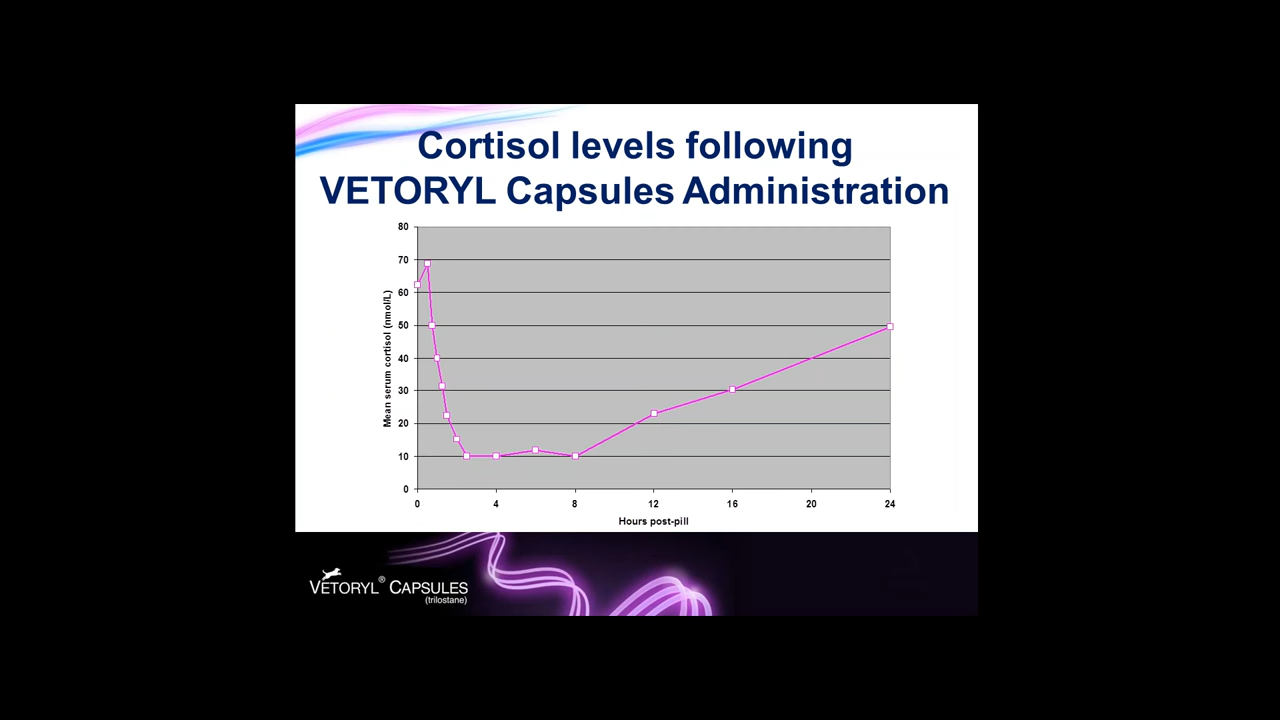 Cortisol levels following
VETORYL Capsules Administration
80
70
60
50
40
30
20
10
0
Mean serum cortisol (nmol/L)
0 4 8 12 16 20 24
Hours post-pill
VETORYL® CAPSULES
(trilostane)